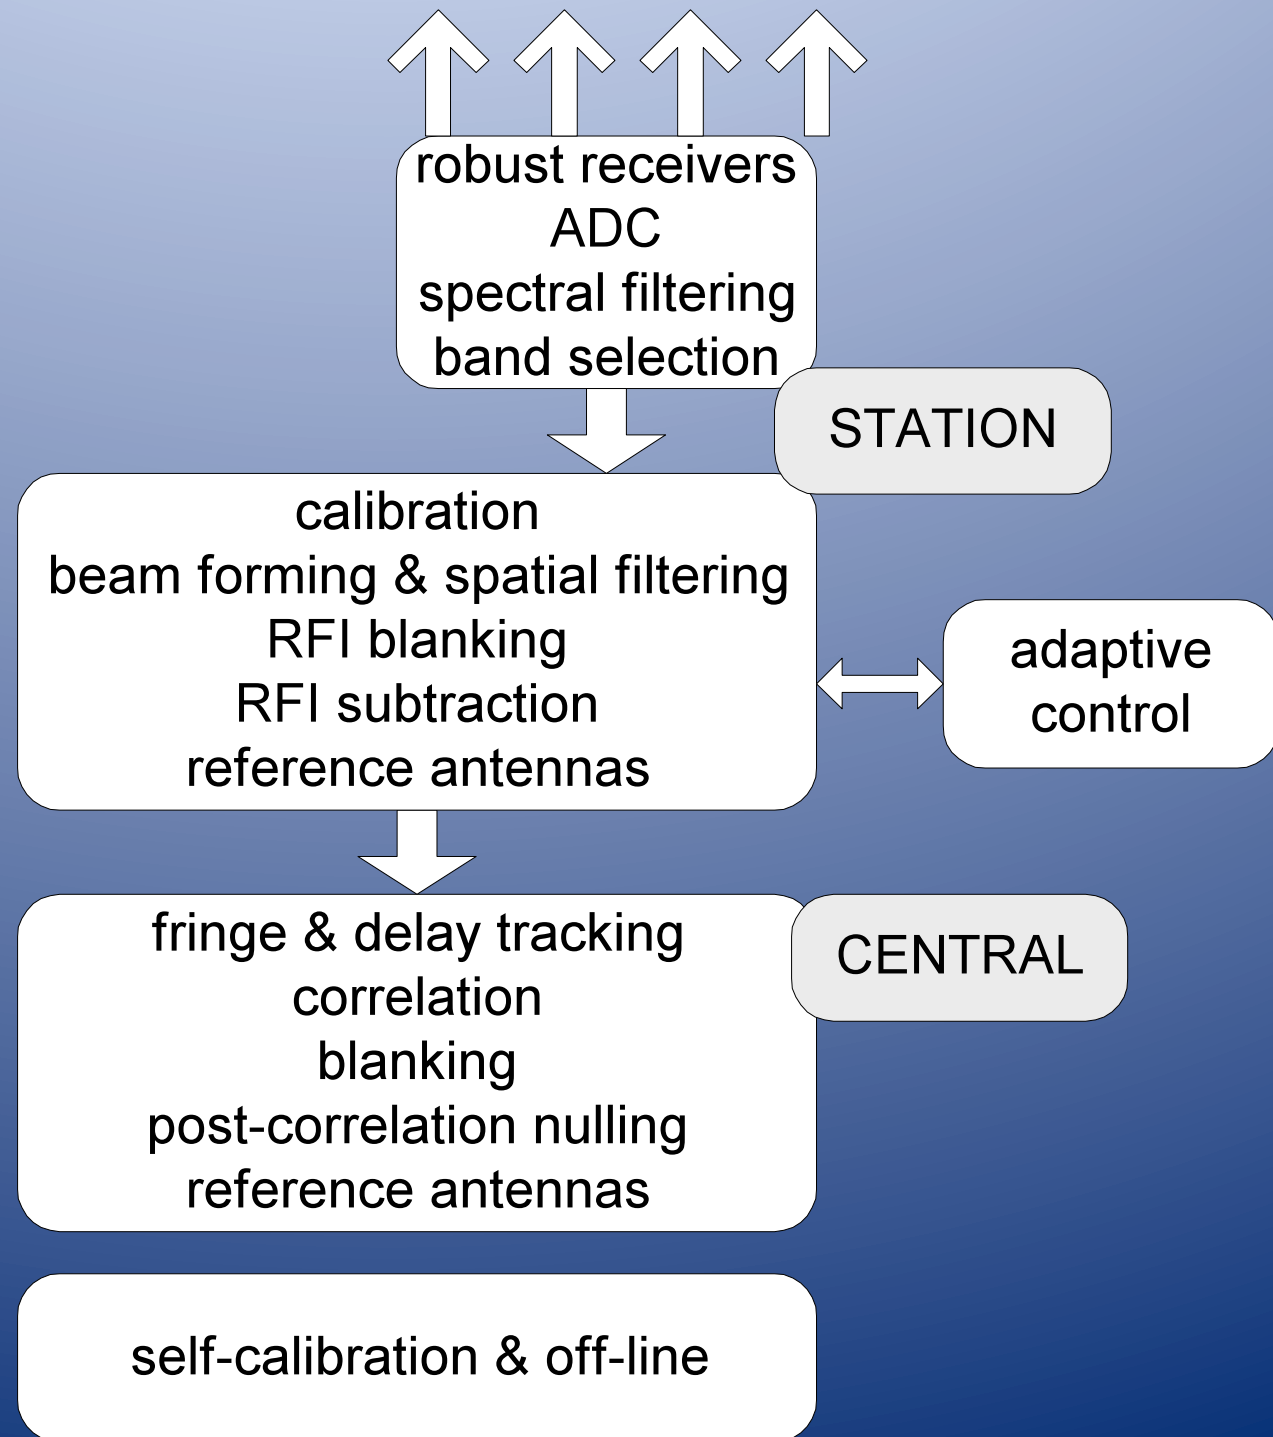 robust receivers
ADC
spectral filtering
band selection
STATION
calibration
beam forming & spatial filtering
RFI blanking
RFI subtraction
reference antennas
adaptive
control
fringe & delay tracking
correlation
blanking
post-correlation nulling
reference antennas
CENTRAL
self-calibration & off-line